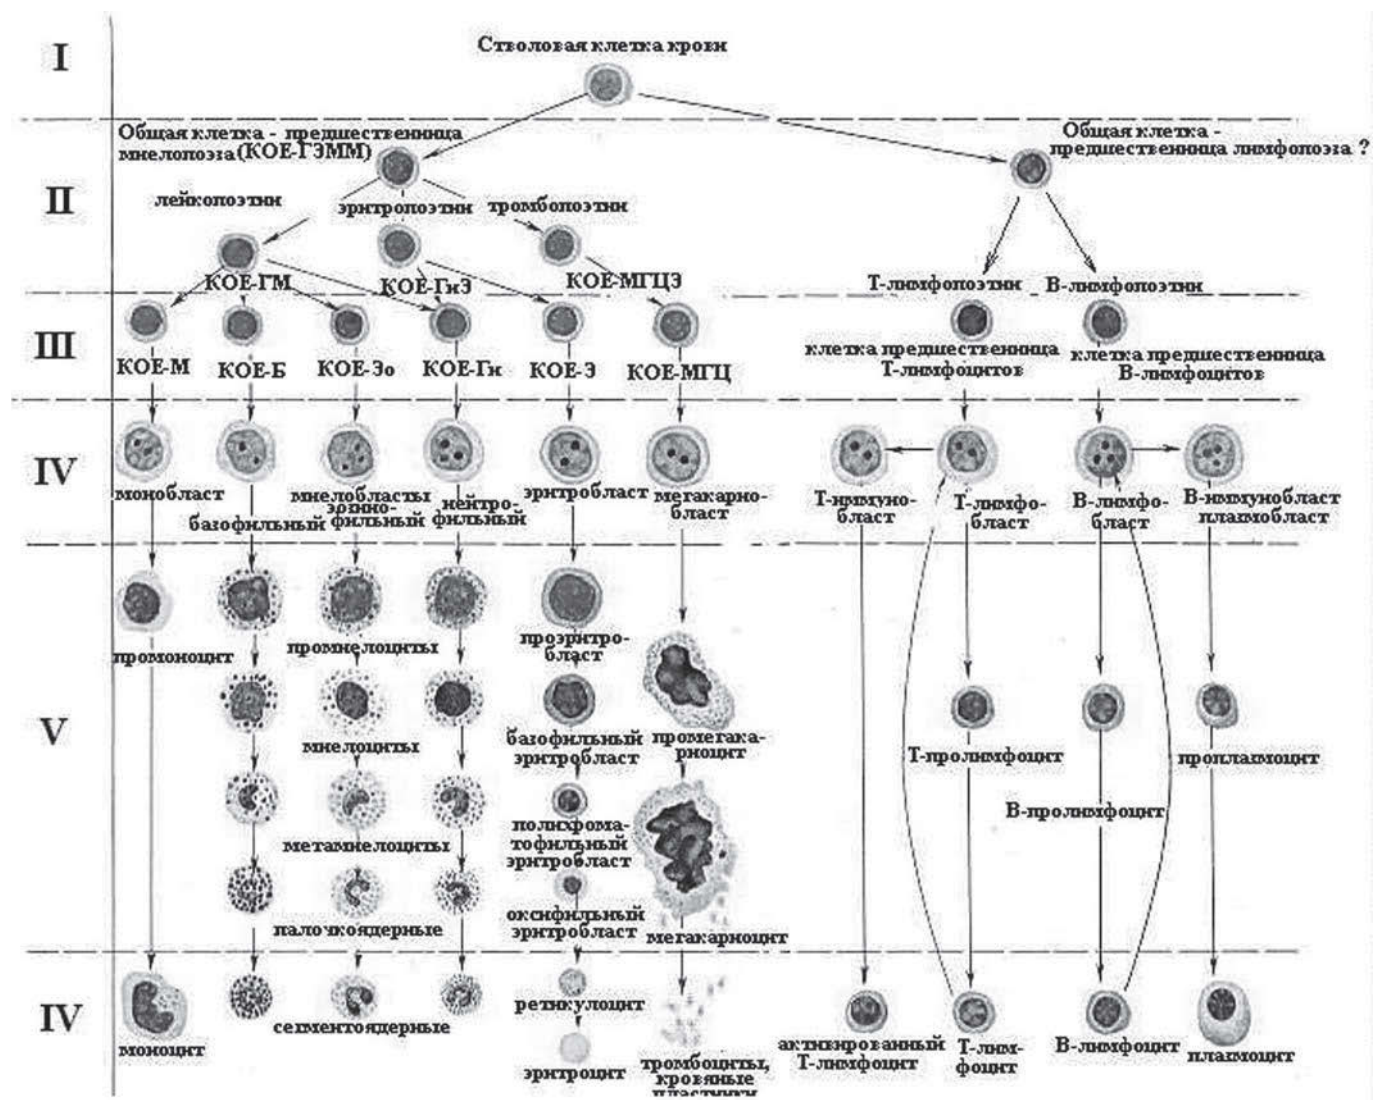 I
Стволовая клетка крови
II
Общая клетка - предшественница
миелопоэза (КОЕ-ГЭММ)
Общая клетка -
предшественница лимфопоэза ?
лейкопоэтин
эритропоэтин
тромбопоэтин
КОЕ-ГМ
КОЕ-ГнЭ
КОЕ-МГЦЭ
Т-лимфопоэтин
В-лимфопоэтин
III
КОЕ-М
КОЕ-Б
КОЕ-Эо
КОЕ-Гн
КОЕ-Э
КОЕ-МГЦ
клетка предшественница
Т-лимфоцитов
клетка предшественница
В-лимфоцитов
IV
монобласт
миелобласты
базофильный
эозино-
фильный
нейтро-
фильный
эритробласт
мегакарио-
бласт
Т-иммуно-
бласт
Т-лимфо-
бласт
В-лимфо-
бласт
В-иммунобласт
плазмобласт
V
промоноцит
промиелоциты
миелоциты
метамиелоциты
палочкоядерные
проэритро-
бласт
базофильный
эритробласт
полихрома-
тофильный
эритробласт
оксифильный
эритробласт
промегака-
риоцит
мегакариоцит
Т-пролимфоцит
В-пролимфоцит
проплазмоцит
IV
моноцит
сегментоядерные
ретикулоцит
эритроцит
тромбоциты,
кровяные
пластинки
активированный
Т-лимфоцит
Т-лим-
фоцит
В-лимфоцит
плазмоцит